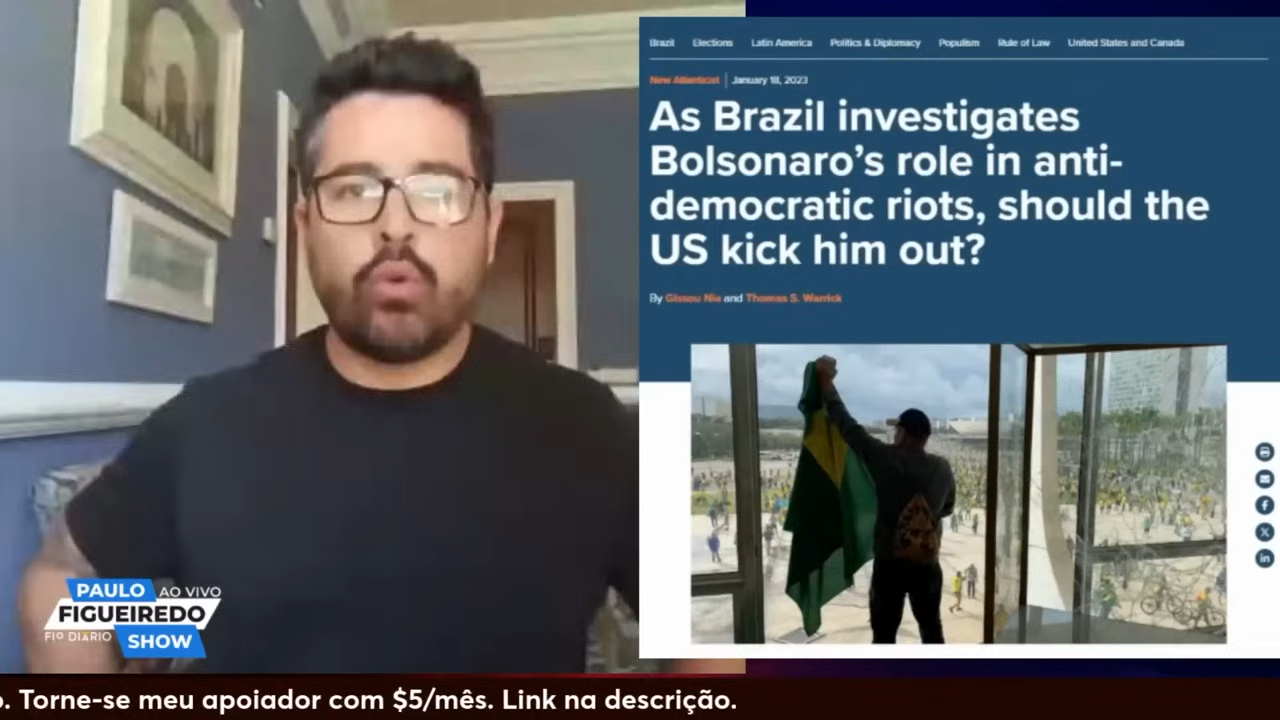 Brazil Elections Latin America Politics & Diplomacy Populism Rule of Law United States and Canada
New Atlanticist | January 18, 2023
As Brazil investigates
Bolsonaro's role in anti-
democratic riots, should the
US kick him out?
By Gissou Nia and Thomas S. Warrick
PAULO AO VIVO
FIGUEIREDO
DIÁRIO SHOW
o. Torne-se meu apoiador com $5/mês. Link na descrição.